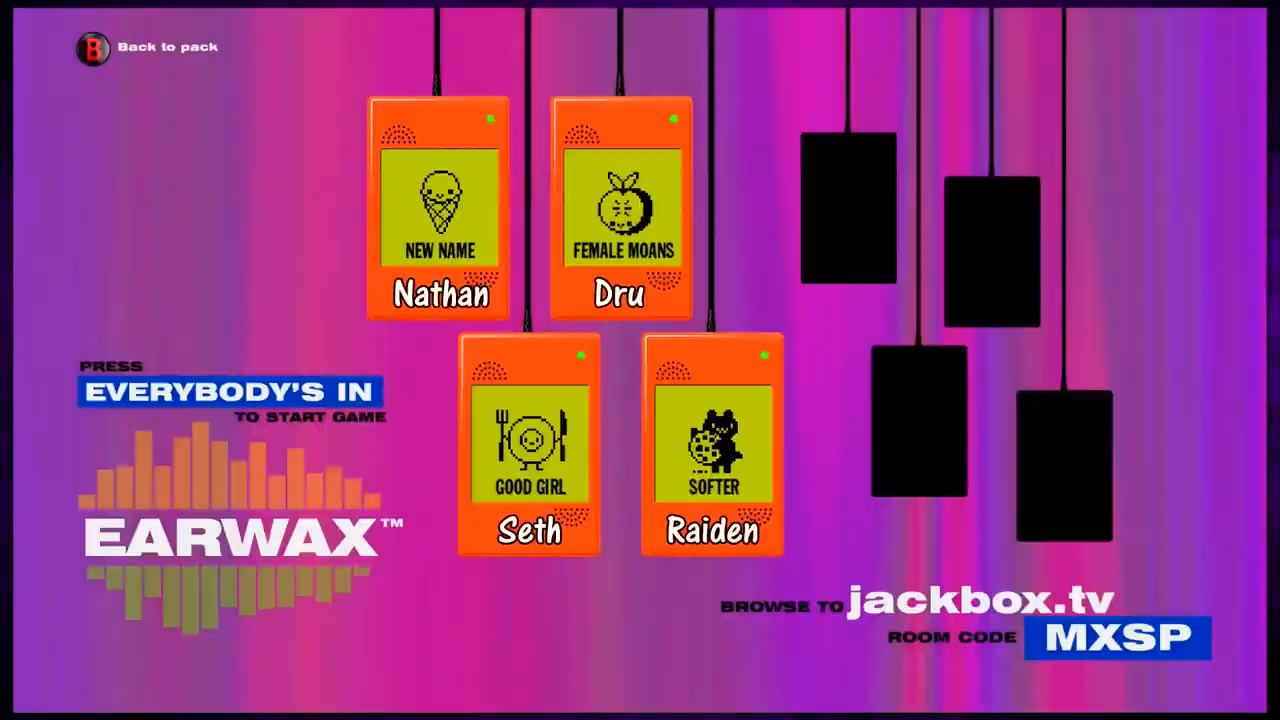 B Back to pack
NEW NAME
Nathan
FEMALE MOANS
Dru
GOOD GIRL
Seth
SOFTER
Raiden
PRESS
EVERYBODY'S IN
TO START GAME
EARWAX™
BROWSE TO jackbox.tv
ROOM CODE MXSP